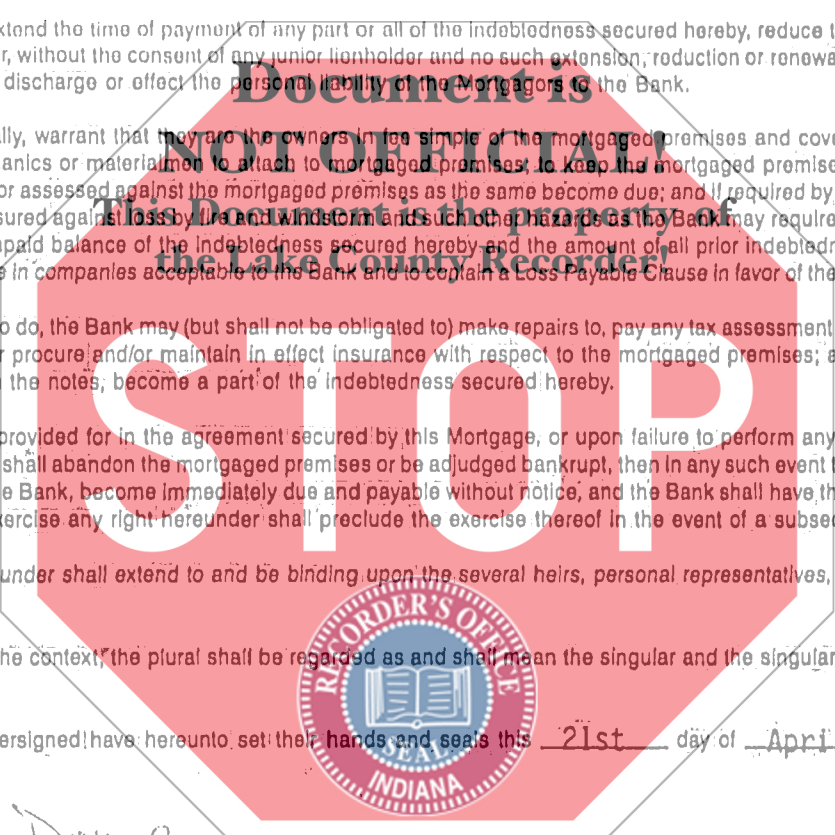 xtend the time of payment of any part or all of the indebtedness secured hereby, reduce t
r, without the consent of any junior lienholder and no such extension, reduction or renewa
discharge or effect the personal liability of the Mortgagors to the Bank.
Document is
lly, warrant that they are the owners in fee simple of the mortgaged premises and cove
NOT OFFICIAL!
anics or materialmen to attach to mortgaged premises; to keep the mortgaged premise
or assessed against the mortgaged premises as the same become due; and if required by
This Document is the property of
sured against loss by fire and windstorm and such other hazards as the Bank may require
npaid balance of the indebtedness secured hereby and the amount of all prior indebtedn
the Lake County Recorder!
e in companies acceptable to the Bank and to contain a Loss Payable Clause in favor of the
o do, the Bank may (but shall not be obligated to) make repairs to, pay any tax assessment
r procure and/or maintain in effect insurance with respect to the mortgaged premises; a
n the notes, become a part of the indebtedness secured hereby.
STOP
provided for in the agreement secured by this Mortgage, or upon failure to perform any
shall abandon the mortgaged premises or be adjudged bankrupt, then in any such event t
e Bank, become immediately due and payable without notice, and the Bank shall have th
xercise any right hereunder shall preclude the exercise thereof in the event of a subsec
under shall extend to and be binding upon the several heirs, personal representatives,
RECORDER'S OFFICE
he context, the plural shall be regarded as and shall mean the singular and the singular
ersigned have hereunto set their hands and seals this 21st day of Apri
SEAL
INDIANA